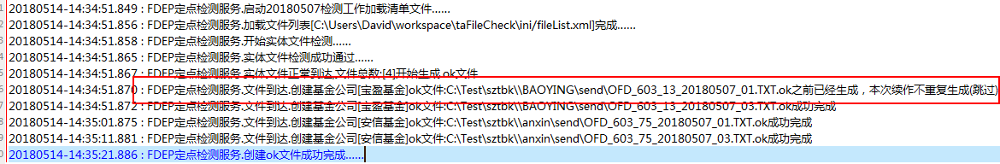 20180514-14:34:51.849 : FDEP定点检测服务.启动20180507检测工作加载清单文件......
20180514-14:34:51.856 : FDEP定点检测服务.加载文件列表[C:\Users\David\workspace\taFileCheck\ini/fileList.xml]完成......
20180514-14:34:51.858 : FDEP定点检测服务.开始实体文件检测......
20180514-14:34:51.865 : FDEP定点检测服务.实体文件检测成功通过......
20180514-14:34:51.867 : FDEP定点检测服务.实体文件正常到达,文件总数:[4]开始生成.ok文件
20180514-14:34:51.870 : FDEP定点检测服务.文件到达.创建基金公司[宝盈基金]ok文件:C:\Test\sztbk\\BAOYING\send\OFD_603_13_20180507_01.TXT.ok之前已经生成，本次续作不重复生成(跳过)
20180514-14:34:51.872 : FDEP定点检测服务.文件到达.创建基金公司[宝盈基金]ok文件:C:\Test\sztbk\\BAOYING\send\OFD_603_13_20180507_03.TXT.ok成功完成
20180514-14:35:01.875 : FDEP定点检测服务.文件到达.创建基金公司[安信基金]ok文件:C:\Test\sztbk\\anxin\send\OFD_603_75_20180507_01.TXT.ok成功完成
20180514-14:35:11.881 : FDEP定点检测服务.文件到达.创建基金公司[安信基金]ok文件:C:\Test\sztbk\\anxin\send\OFD_603_75_20180507_03.TXT.ok成功完成
20180514-14:35:21.886 : FDEP定点检测服务.创建ok文件成功完成......